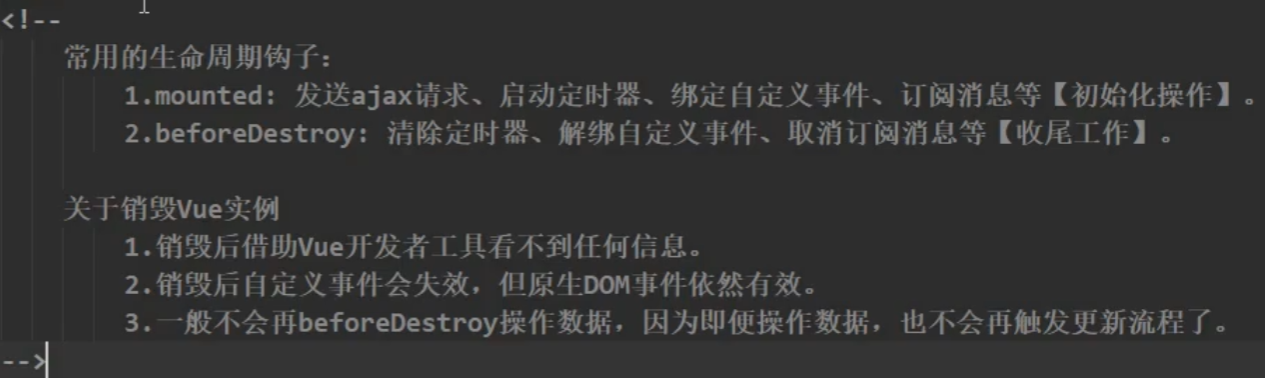 <!--
常用的生命周期钩子：
1.mounted: 发送ajax请求、启动定时器、绑定自定义事件、订阅消息等【初始化操作】。
2.beforeDestroy: 清除定时器、解绑自定义事件、取消订阅消息等【收尾工作】。
关于销毁Vue实例
1.销毁后借助Vue开发者工具看不到任何信息。
2.销毁后自定义事件会失效，但原生DOM事件依然有效。
3.一般不会再beforeDestroy操作数据，因为即便操作数据，也不会再触发更新流程了。
-->